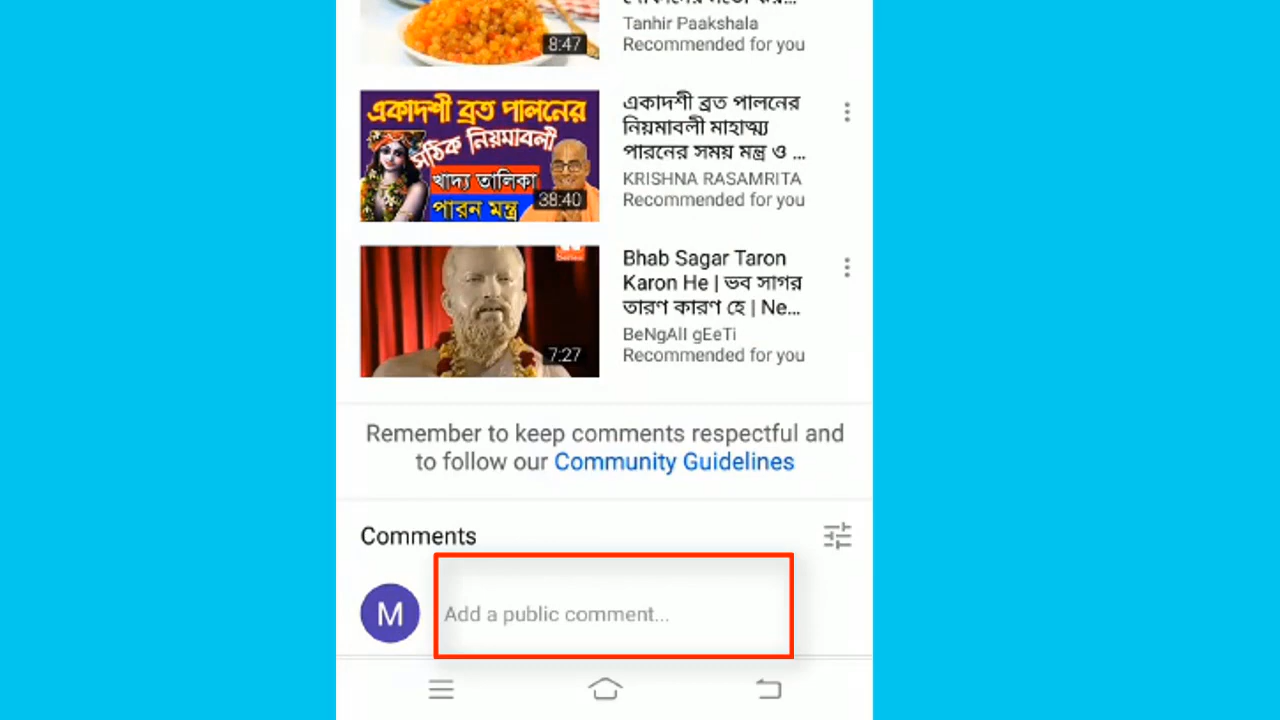 Tanhir Paakshala
8:47
Recommended for you
একাদশী ব্রত পালনের
সঠিক নিয়মাবলী
খাদ্য তালিকা
38:40
পারন মন্ত্র
একাদশী ব্রত পালনের
নিয়মাবলী মাহাত্ম্য
পারনের সময় মন্ত্র ও ...
KRISHNA RASAMRITA
Recommended for you
Series
7:27
Bhab Sagar Taron
Karon He | ভব সাগর
তারণ কারণ হে | Ne...
BeNgAlI gEeTi
Recommended for you
Remember to keep comments respectful and
to follow our Community Guidelines
Comments
M
Add a public comment...